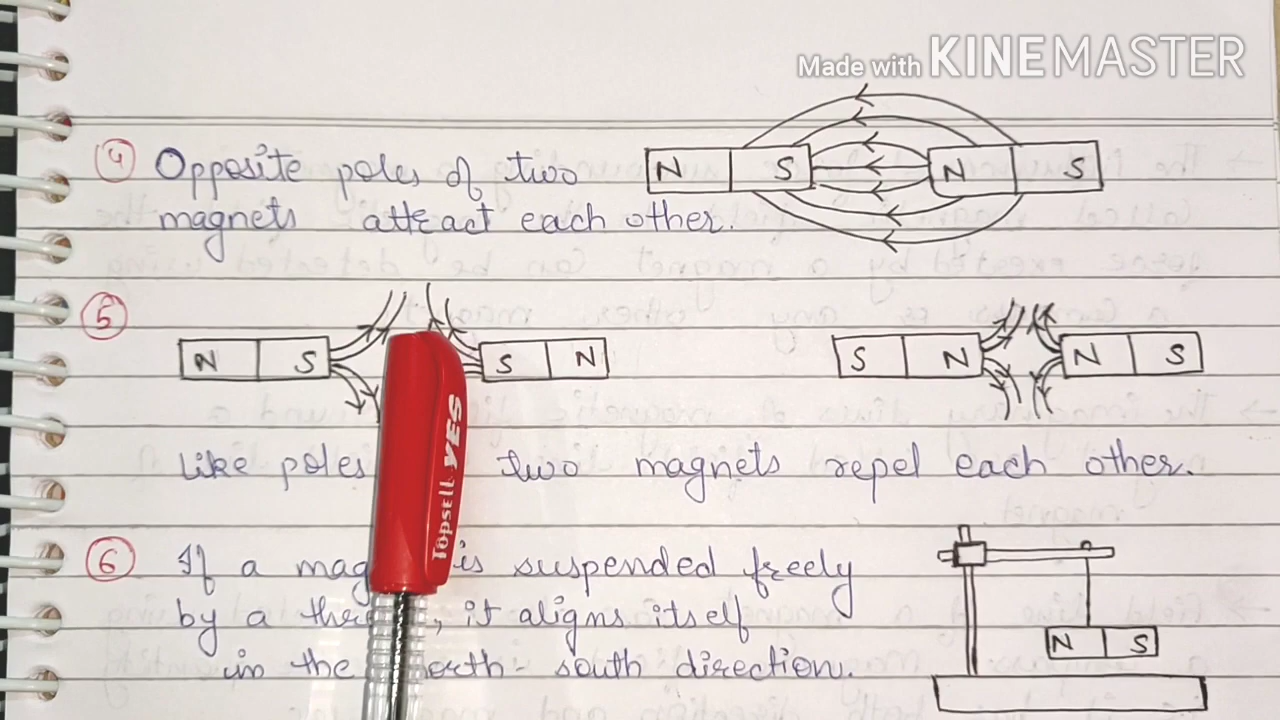 Made with KINEMASTER
4 Opposite poles of two
magnets attract each other.
N S N S
5
N S S N S N N S
Like poles two magnets repel each other.
6 If a mag is suspended freely
by a thre, it aligns itself
in the orth-south direction.
N S
Topsell YES